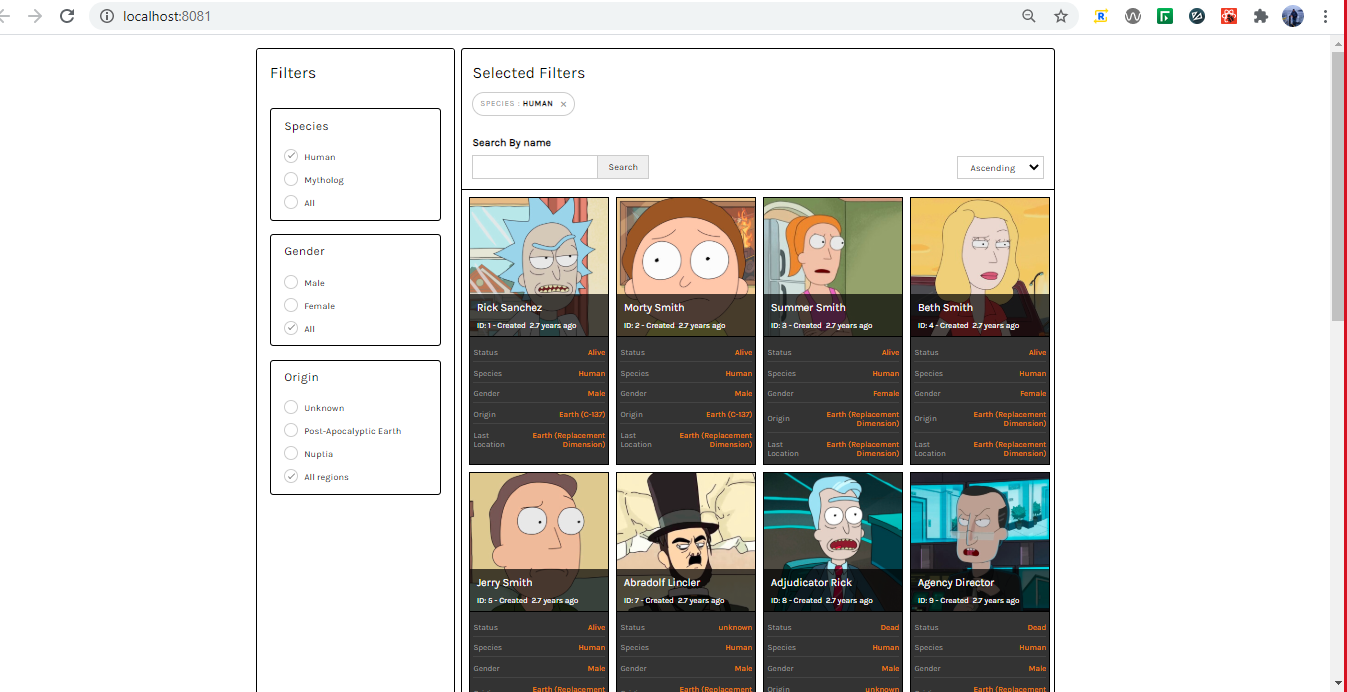 localhost:8081
Filters
Species
Human
Mytholog
All
Gender
Male
Female
All
Origin
Unknown
Post-Apocalyptic Earth
Nuptia
All regions
Selected Filters
SPECIES : HUMAN ×
Search By name
Search
Ascending
Rick Sanchez
ID: 1 - Created 2.7 years ago
Status Alive
Species Human
Gender Male
Origin Earth (C-137)
Last Location Earth (Replacement
Dimension)
Morty Smith
ID: 2 - Created 2.7 years ago
Status Alive
Species Human
Gender Male
Origin Earth (C-137)
Last Location Earth (Replacement
Dimension)
Summer Smith
ID: 3 - Created 2.7 years ago
Status Alive
Species Human
Gender Female
Origin Earth (Replacement
Dimension)
Last Location Earth (Replacement
Dimension)
Beth Smith
ID: 4 - Created 2.7 years ago
Status Alive
Species Human
Gender Female
Origin Earth (Replacement
Dimension)
Last Location Earth (Replacement
Dimension)
Jerry Smith
ID: 5 - Created 2.7 years ago
Status Alive
Species Human
Gender Male
Earth (Replacement
Abradolf Lincler
ID: 7 - Created 2.7 years ago
Status unknown
Species Human
Gender Male
Earth (Replacement
Adjudicator Rick
ID: 8 - Created 2.7 years ago
Status Dead
Species Human
Gender Male
Origin unknown
Agency Director
ID: 9 - Created 2.7 years ago
Status Dead
Species Human
Gender Male
Earth (Replacement